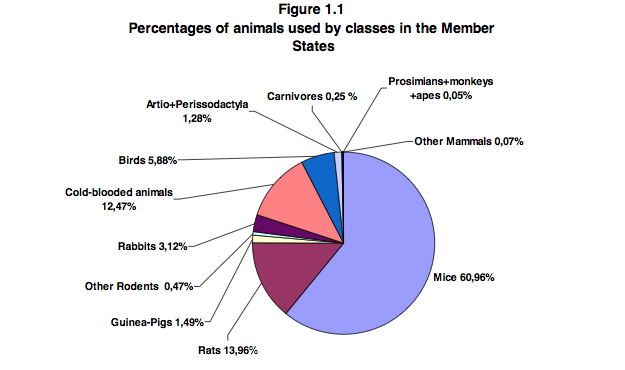 Figure 1.1
Percentages of animals used by classes in the Member
States
Prosimians+monkeys
+apes 0,05%
Carnivores 0,25 %
Artio+Perissodactyla
1,28%
Other Mammals 0,07%
Birds 5,88%
Cold-blooded animals
12,47%
Rabbits 3,12%
Mice 60,96%
Other Rodents 0,47%
Guinea-Pigs 1,49%
Rats 13,96%